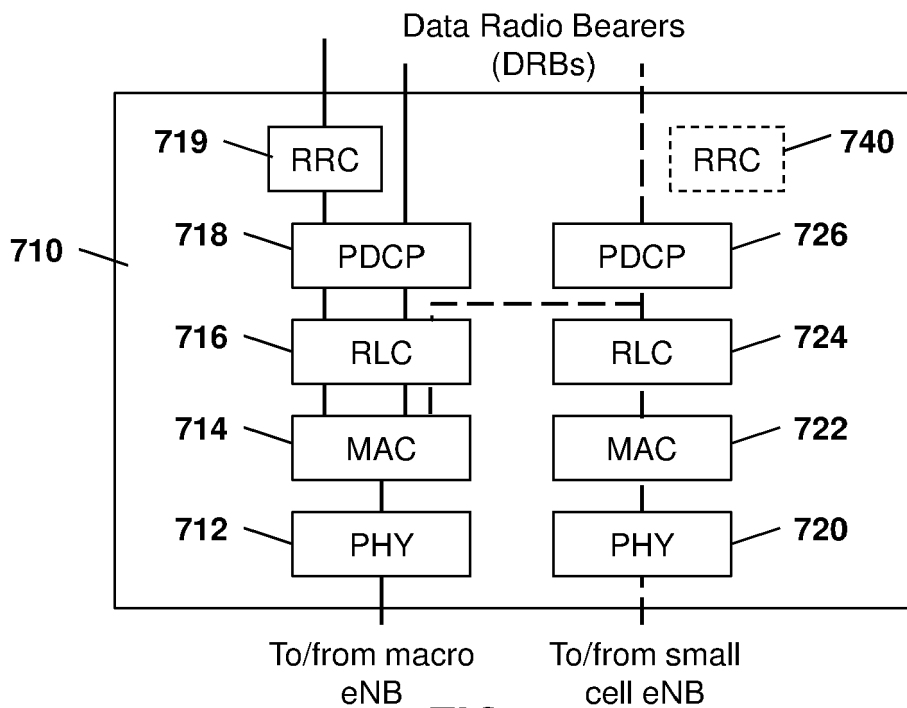 Data Radio Bearers
(DRBs)
719
RRC
RRC
740
710
718
PDCP
PDCP
726
716
RLC
RLC
724
714
MAC
MAC
722
712
PHY
PHY
720
To/from macro
eNB
To/from small
cell eNB